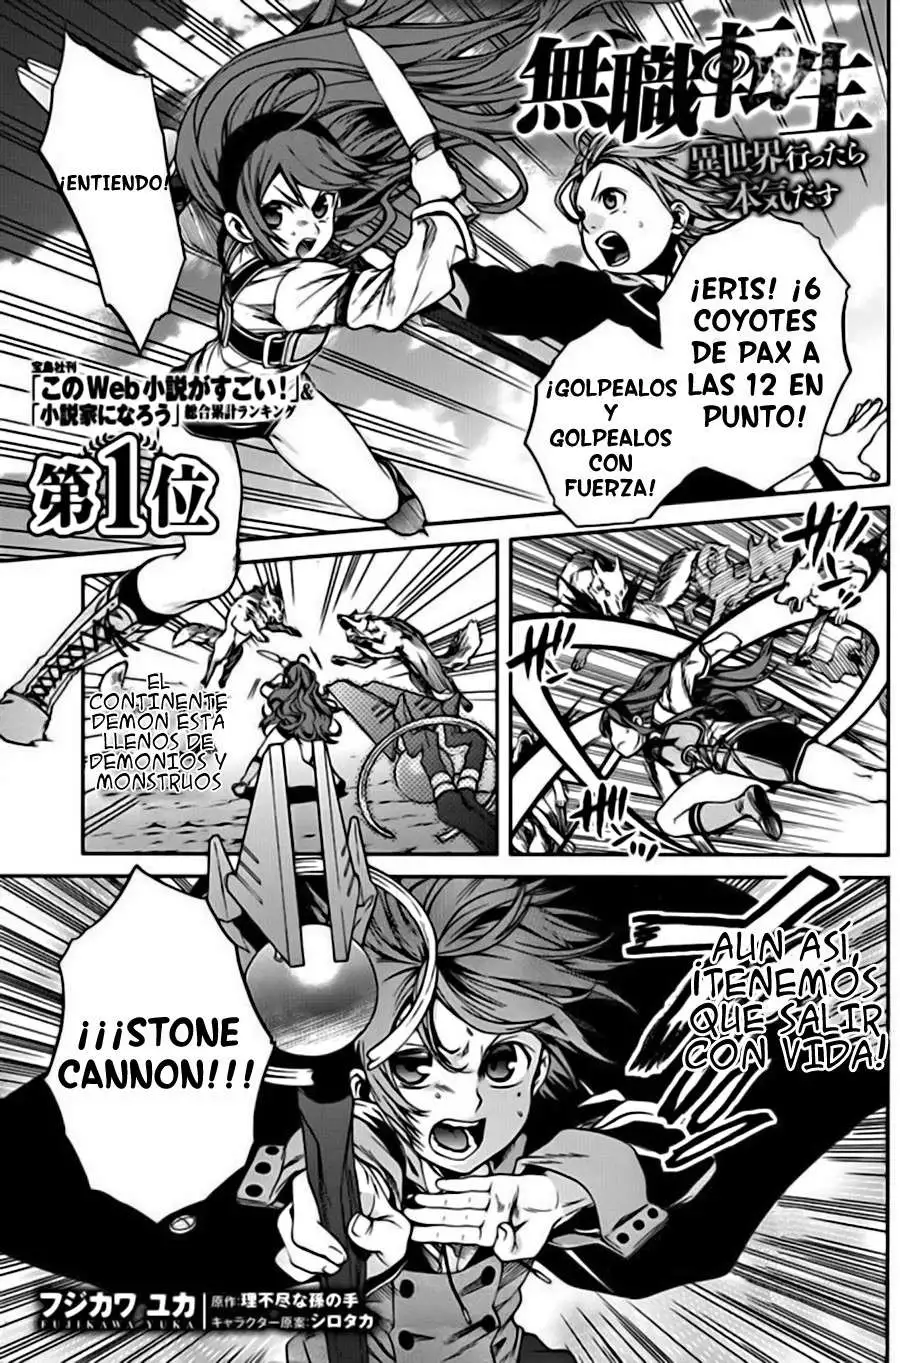 無職転生
異世界行ったら
本気だす
¡ERIS! ¡6
COYOTES
DE PAX A
LAS 12 EN
PUNTO!
¡GOLPEALOS
Y
GOLPEALOS
CON
FUERZA!
¡ENTIENDO!
宝島社刊
「このWeb小説がすごい!」&
「小説家になろう」総合累計ランキング
第1位
ザザッ
EL
CONTINENTE
DEMON ESTÁ
LLENOS DE
DEMONIOS Y
MONSTRUOS
AUN ASÍ,
¡TENEMOS
QUE SALIR
CON VIDA!
¡¡¡STONE
CANNON!!!
フジカワ ユカ
FUJIKAWA YUKA
原作:理不尽な孫の手
キャラクター原案:シロタカ